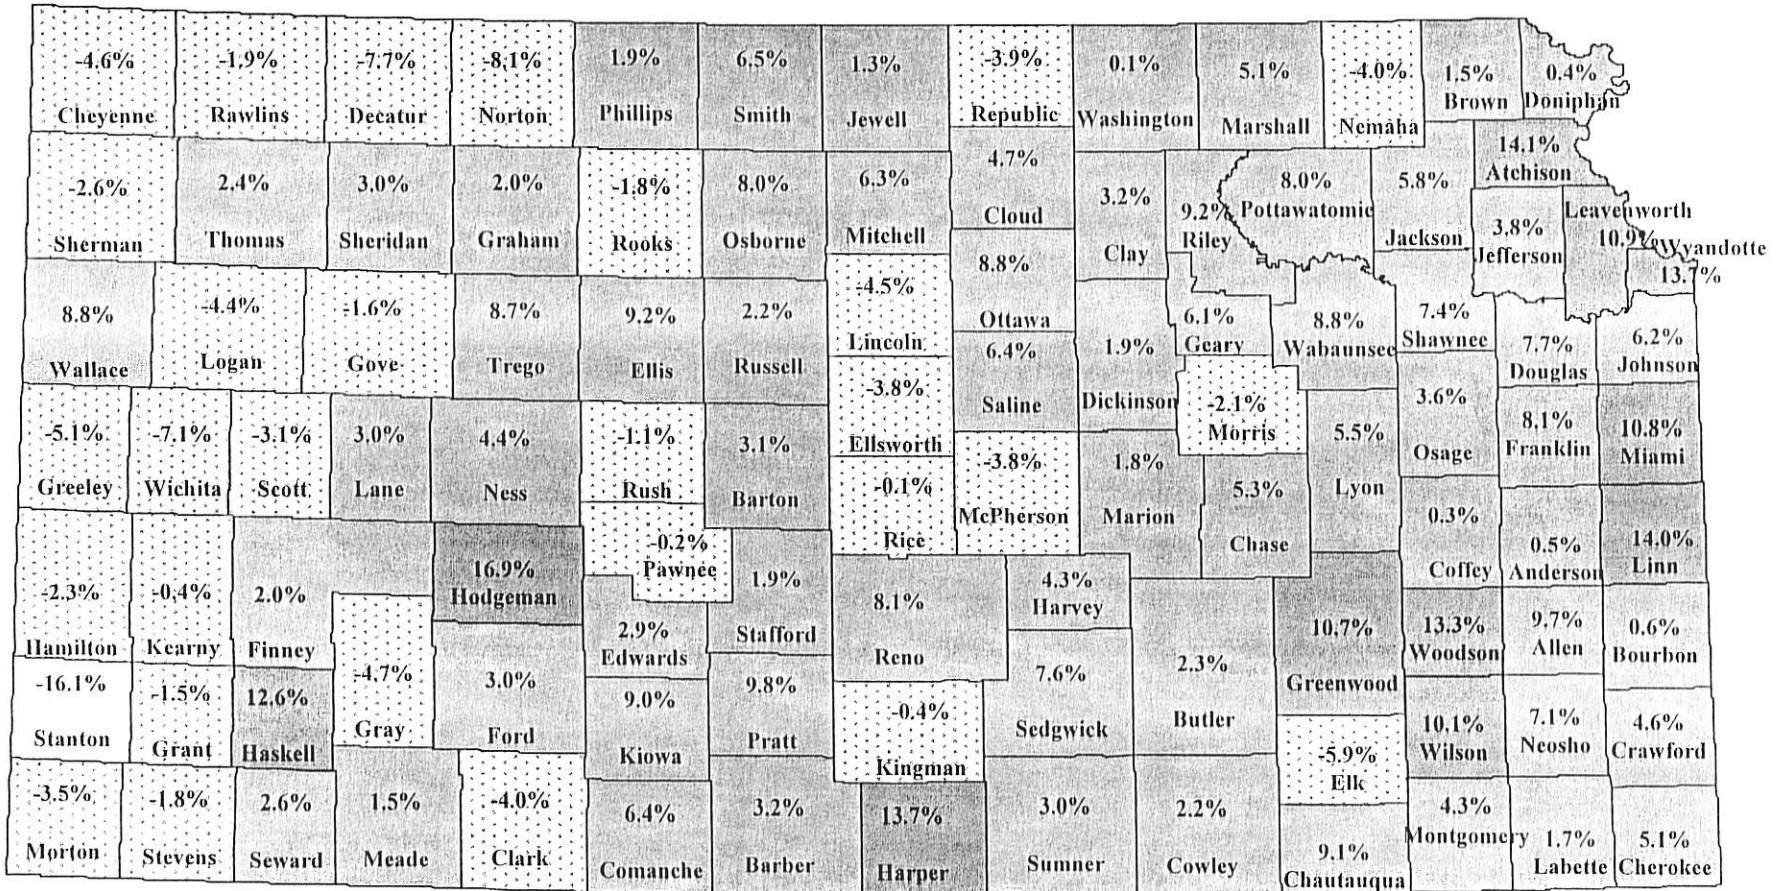 -4.6%
Cheyenne
-1.9%
Rawlins
-7.7%
Decatur
-8.1%
Norton
1.9%
Phillips
6.5%
Smith
1.3%
Jewell
-3.9%
Republic
0.1%
Washington
5.1%
Marshall
-4.0%
Nemaha
1.5%
Brown
0.4%
Doniphan
-2.6%
Sherman
2.4%
Thomas
3.0%
Sheridan
2.0%
Graham
-1.8%
Rooks
8.0%
Osborne
6.3%
Mitchell
4.7%
Cloud
3.2%
Clay
9.2%
Riley
8.0%
Pottawatomie
5.8%
Jackson
14.1%
Atchison
3.8%
Jefferson
Leavenworth
10.9%
Wyandotte
13.7%
8.8%
Wallace
-4.4%
Logan
-1.6%
Gove
8.7%
Trego
9.2%
Ellis
2.2%
Russell
-4.5%
Lincoln
8.8%
Ottawa
6.4%
Saline
1.9%
Dickinson
6.1%
Geary
8.8%
Wabaunsee
7.4%
Shawnee
7.7%
Douglas
6.2%
Johnson
-5.1%
Greeley
-7.1%
Wichita
-3.1%
Scott
3.0%
Lane
4.4%
Ness
-1.1%
Rush
3.1%
Barton
-3.8%
Ellsworth
-0.1%
Rice
-3.8%
McPherson
1.8%
Marion
-2.1%
Morris
5.3%
Chase
5.5%
Lyon
3.6%
Osage
8.1%
Franklin
10.8%
Miami
-2.3%
Hamilton
-0.4%
Kearny
2.0%
Finney
16.9%
Hodgeman
-0.2%
Pawnee
2.9%
Edwards
1.9%
Stafford
8.1%
Reno
4.3%
Harvey
0.3%
Coffey
0.5%
Anderson
14.0%
Linn
-16.1%
Stanton
-1.5%
Grant
12.6%
Haskell
-4.7%
Gray
3.0%
Ford
9.0%
Kiowa
9.8%
Pratt
-0.4%
Kingman
7.6%
Sedgwick
2.3%
Butler
10.7%
Greenwood
13.3%
Woodson
9.7%
Allen
0.6%
Bourbon
-3.5%
Morton
-1.8%
Stevens
2.6%
Seward
1.5%
Meade
-4.0%
Clark
6.4%
Comanche
3.2%
Barber
13.7%
Harper
3.0%
Sumner
2.2%
Cowley
-5.9%
Elk
9.1%
Chautauqua
10.1%
Wilson
7.1%
Neosho
4.6%
Crawford
4.3%
Montgomery
1.7%
Labette
5.1%
Cherokee